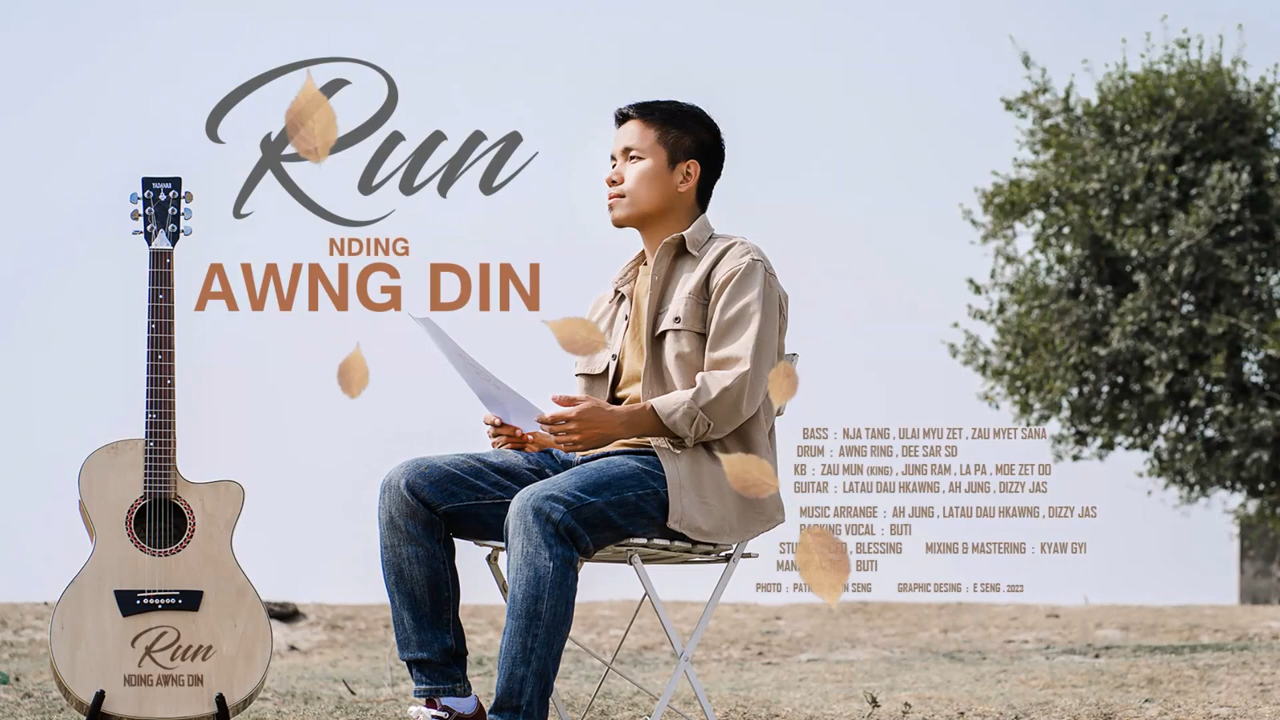 Run
NDING
AWNG DIN
BASS : NJA TANG , ULAI MYU ZET , ZAU MYET SANA
DRUM : AWNG RING , DEE SAR SD
KB : ZAU MUN (KING) , JUNG RAM , LA PA , MOE ZET OO
GUITAR : LATAU DAU HKAWNG , AH JUNG , DIZZY JAS
MUSIC ARRANGE : AH JUNG , LATAU DAU HKAWNG , DIZZY JAS
BACKING VOCAL : BUTI
, BLESSING MIXING & MASTERING : KYAW GYI
BUTI
PHOTO : SENG GRAPHIC DESING : E SENG . 2023
Run
NDING AWNG DIN